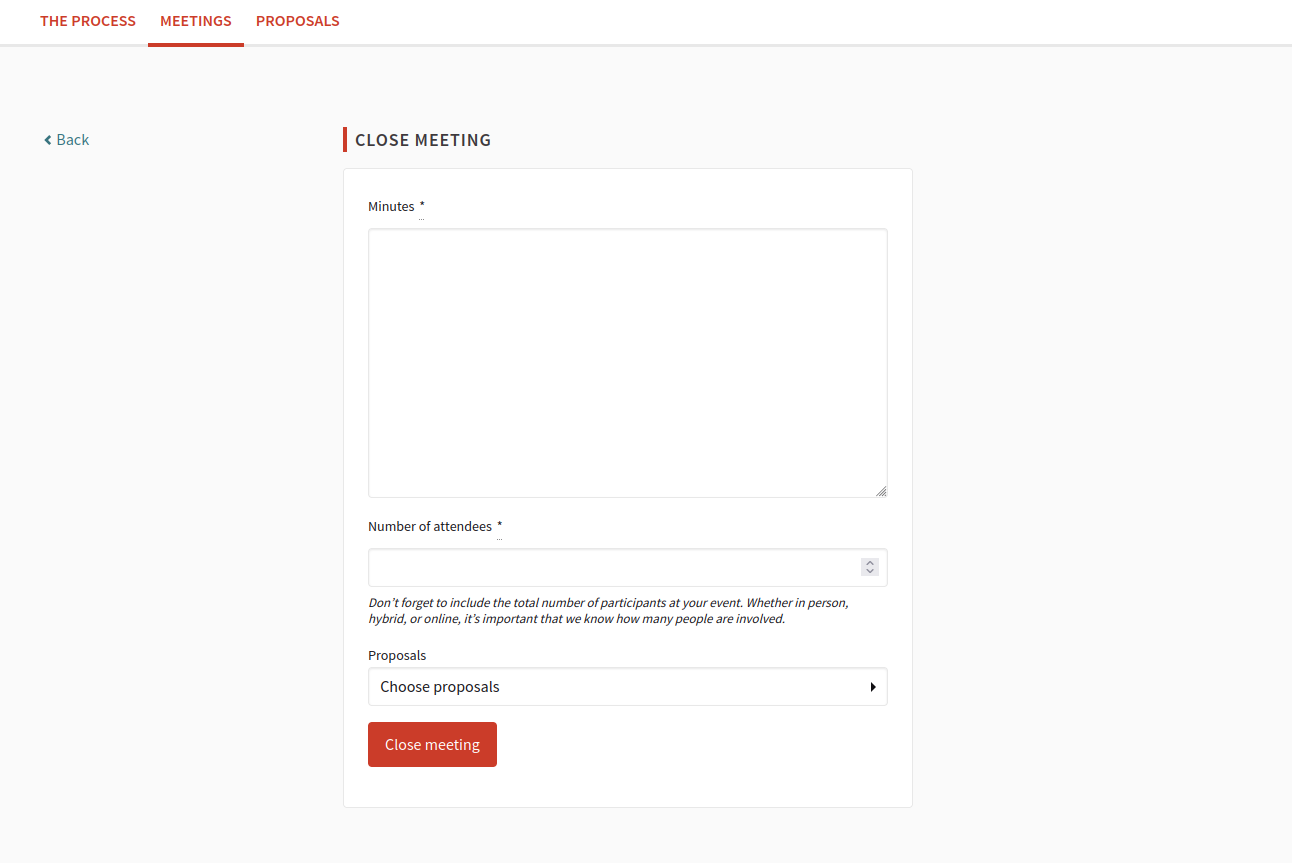 THE PROCESS MEETINGS PROPOSALS
Back
CLOSE MEETING
Minutes *
Number of attendees *
Don’t forget to include the total number of participants at your event. Whether in person,
hybrid, or online, it’s important that we know how many people are involved.
Proposals
Choose proposals
Close meeting